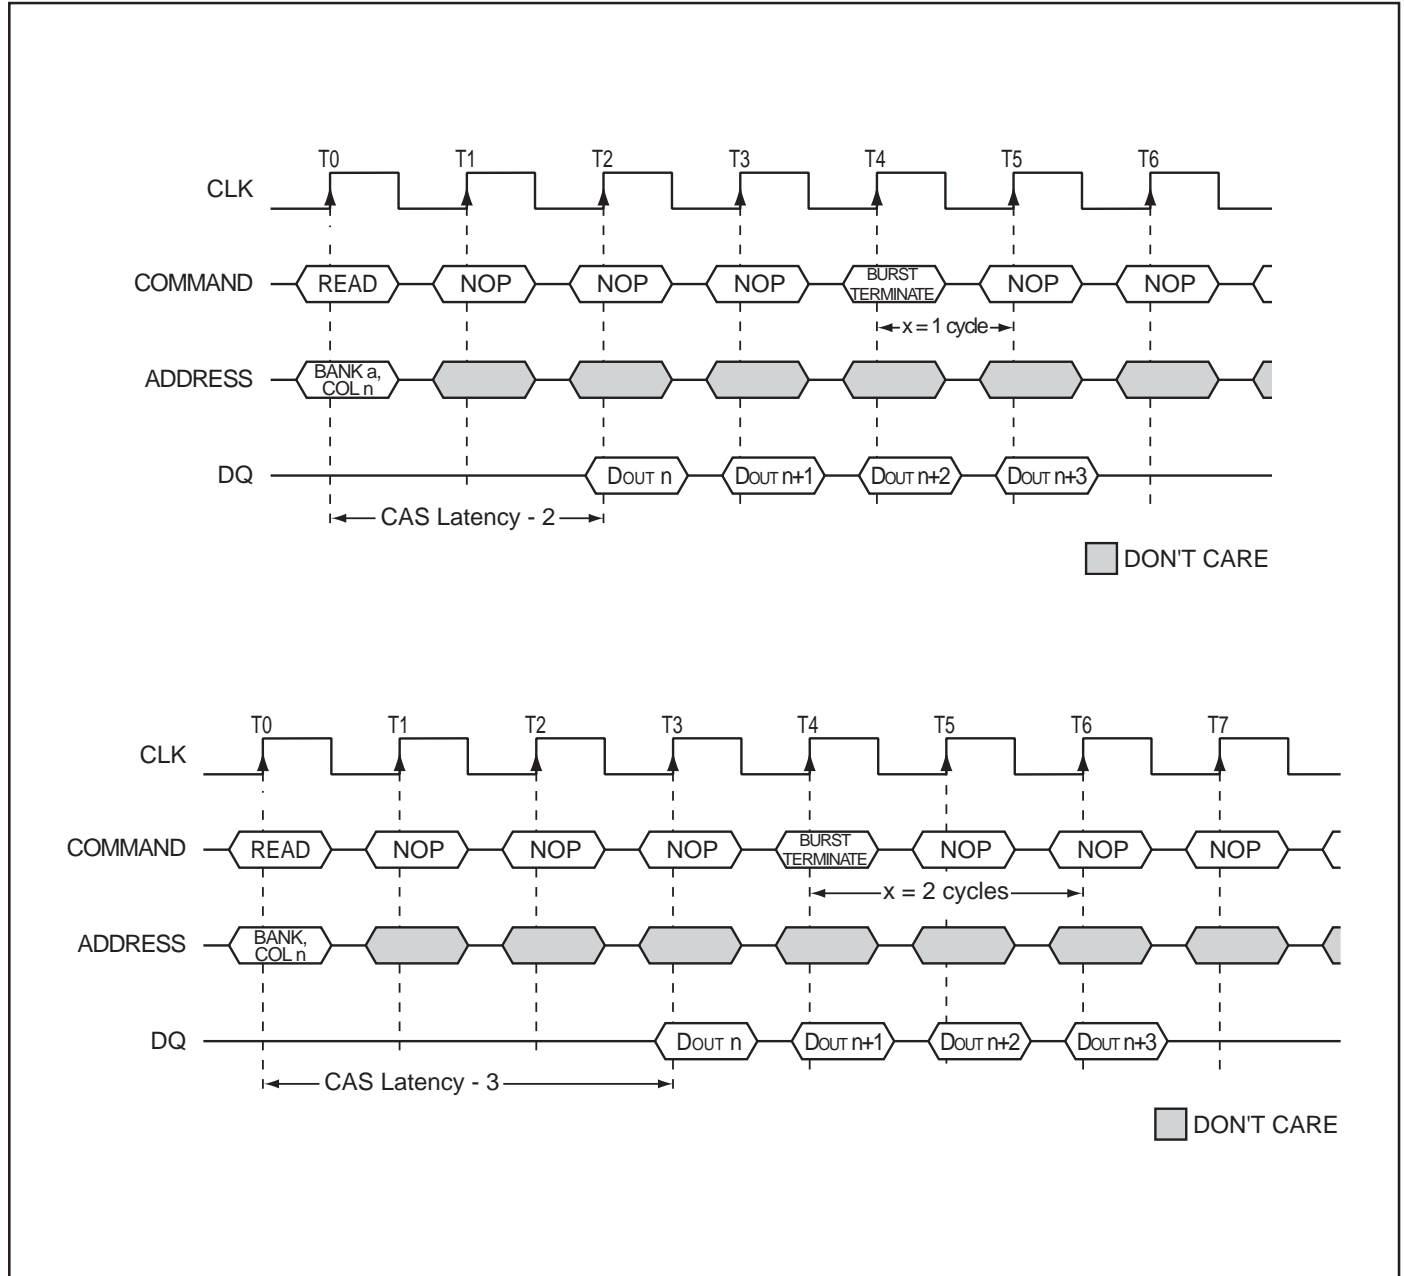 T0 T1 T2 T3 T4 T5 T6
CLK
COMMAND READ NOP NOP NOP BURST TERMINATE NOP NOP
x = 1 cycle
ADDRESS BANK a, COL n
DQ DOUT n DOUT n+1 DOUT n+2 DOUT n+3
CAS Latency - 2
DON'T CARE
T0 T1 T2 T3 T4 T5 T6 T7
CLK
COMMAND READ NOP NOP NOP BURST TERMINATE NOP NOP NOP
x = 2 cycles
ADDRESS BANK, COL n
DQ DOUT n DOUT n+1 DOUT n+2 DOUT n+3
CAS Latency - 3
DON'T CARE